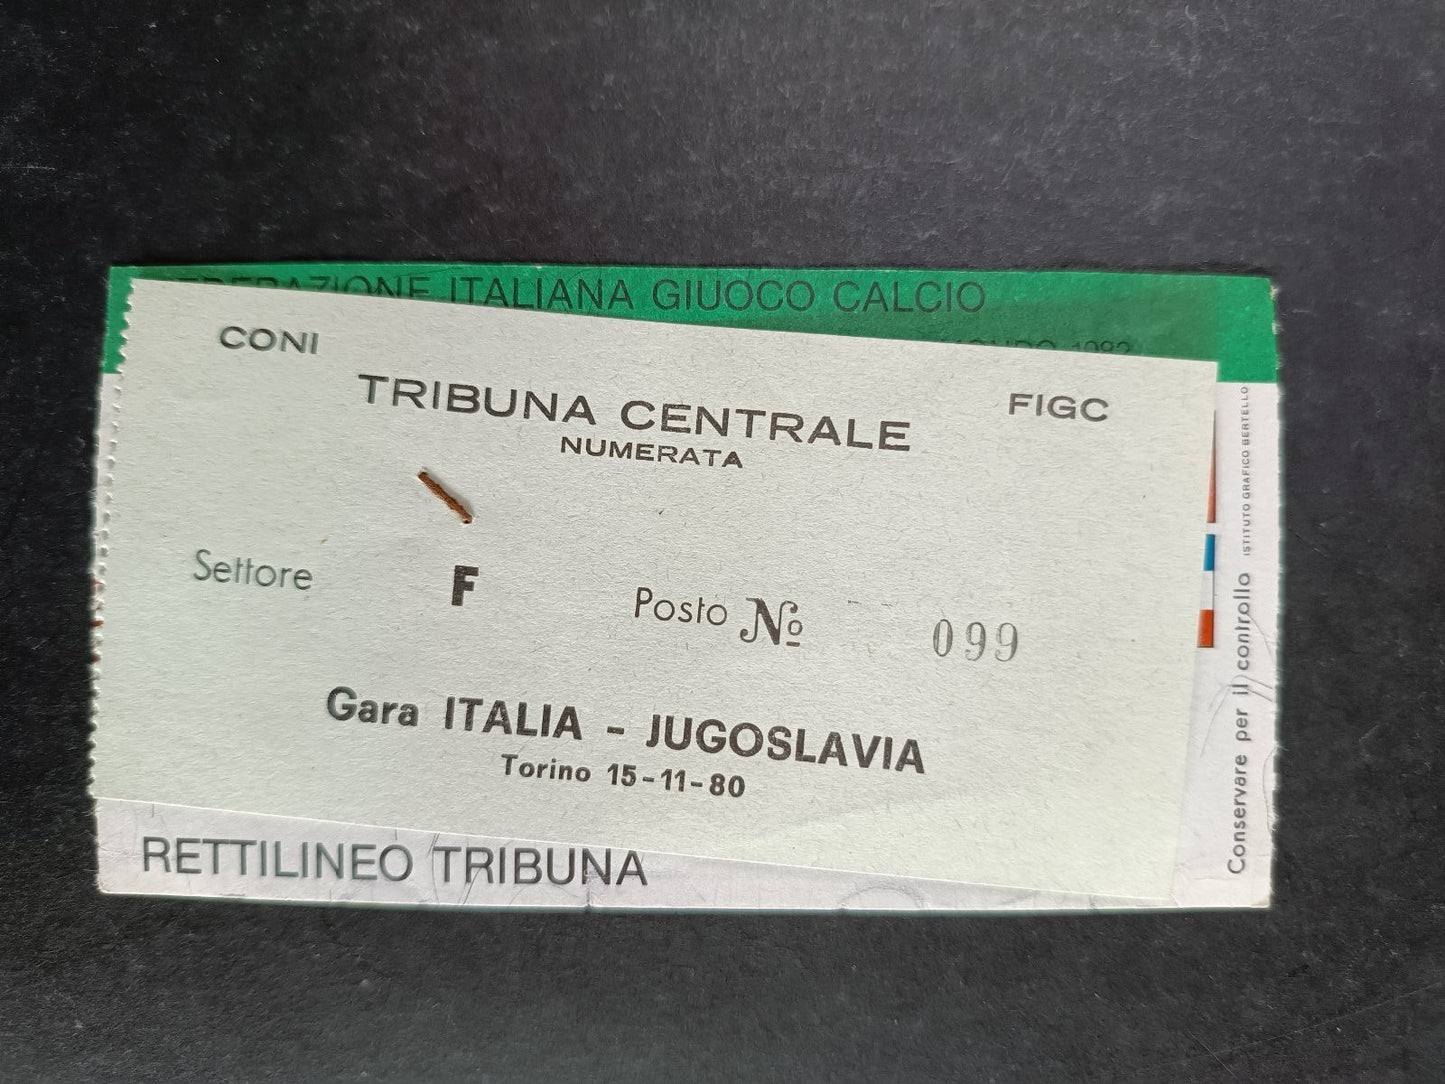 ITALIANA GIUOCO CALCIO
CONI
FIGC
TRIBUNA CENTRALE
NUMERATA
Settore F Posto Nº 099
Gara ITALIA - JUGOSLAVIA
Torino 15-11-80
RETTILINEO TRIBUNA
Conservare per il controllo ISTITUTO GRAFICO BERTELLO